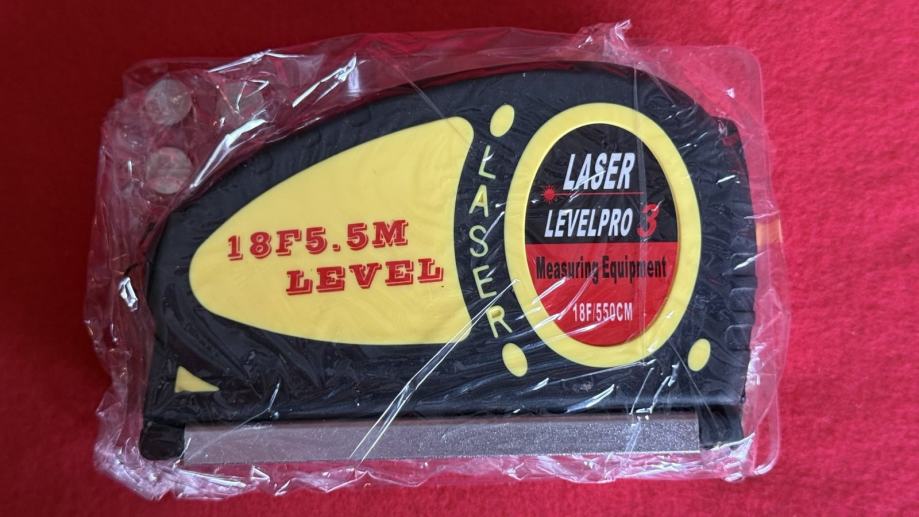 18F5.5M
LEVEL
LASER
LASER
LEVELPRO 3
Measuring Equipment
18F/550CM